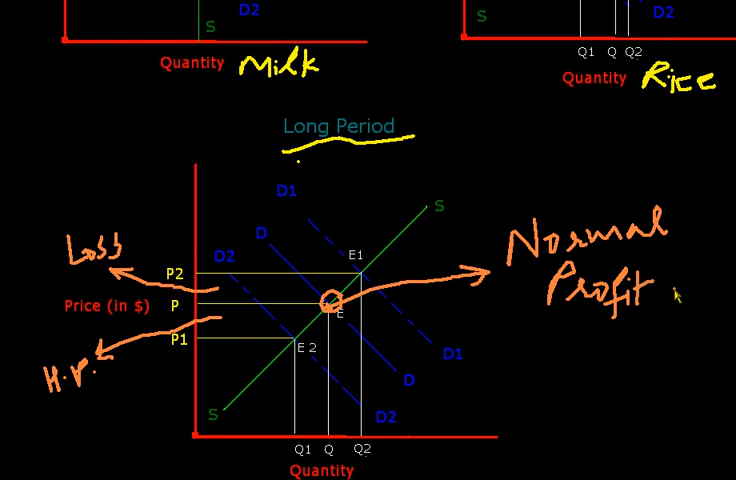 D2
S
S
D2
Q1 Q Q2
Quantity Milk
Quantity Rice
Long Period
D1
S
D
Normal
Loss
D2
E1
P2
Profit
Price (in $)
P
E
P1
E 2
D1
H.P.
D
S
D2
Q1 Q Q2
Quantity